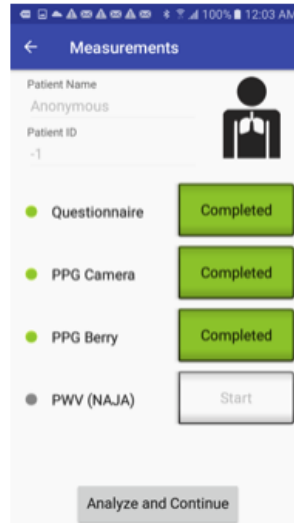 100% 12:03 AM
← Measurements
Patient Name
Anonymous
Patient ID
-1
Questionnaire Completed
PPG Camera Completed
PPG Berry Completed
PWV (NAJA) Start
Analyze and Continue